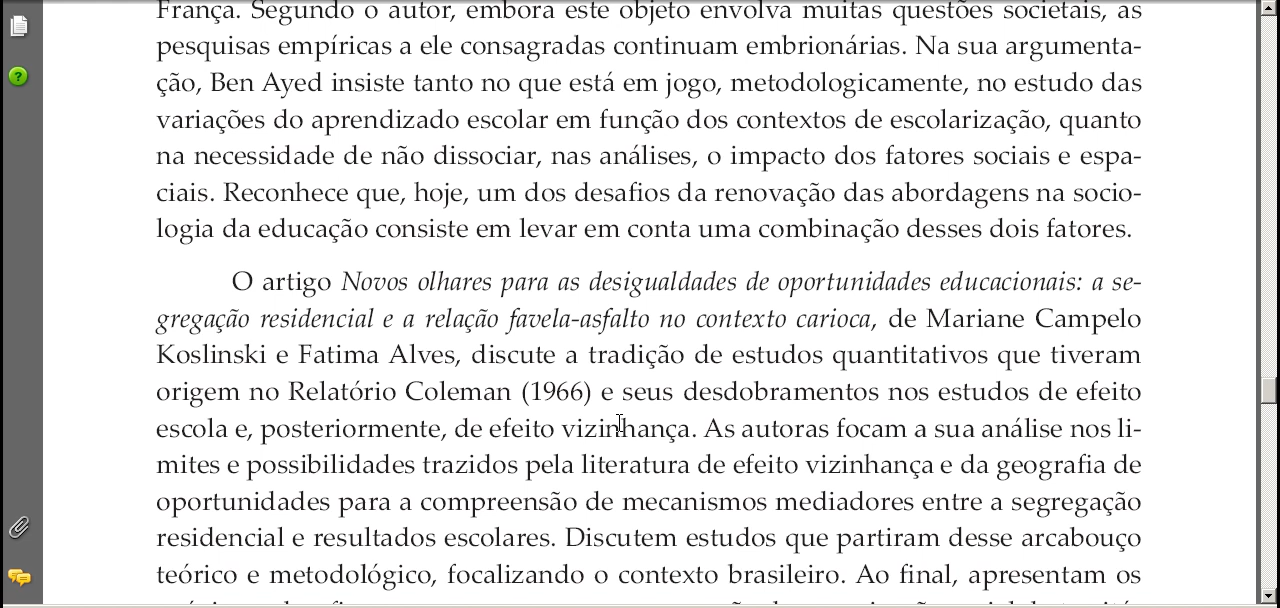 França. Segundo o autor, embora este objeto envolva muitas questões societais, as
pesquisas empíricas a ele consagradas continuam embrionárias. Na sua argumenta-
ção, Ben Ayed insiste tanto no que está em jogo, metodologicamente, no estudo das
variações do aprendizado escolar em função dos contextos de escolarização, quanto
na necessidade de não dissociar, nas análises, o impacto dos fatores sociais e espa-
ciais. Reconhece que, hoje, um dos desafios da renovação das abordagens na socio-
logia da educação consiste em levar em conta uma combinação desses dois fatores.
O artigo Novos olhares para as desigualdades de oportunidades educacionais: a se-
gregação residencial e a relação favela-asfalto no contexto carioca, de Mariane Campelo
Koslinski e Fatima Alves, discute a tradição de estudos quantitativos que tiveram
origem no Relatório Coleman (1966) e seus desdobramentos nos estudos de efeito
escola e, posteriormente, de efeito vizinhança. As autoras focam a sua análise nos li-
mites e possibilidades trazidos pela literatura de efeito vizinhança e da geografia de
oportunidades para a compreensão de mecanismos mediadores entre a segregação
residencial e resultados escolares. Discutem estudos que partiram desse arcabouço
teórico e metodológico, focalizando o contexto brasileiro. Ao final, apresentam os